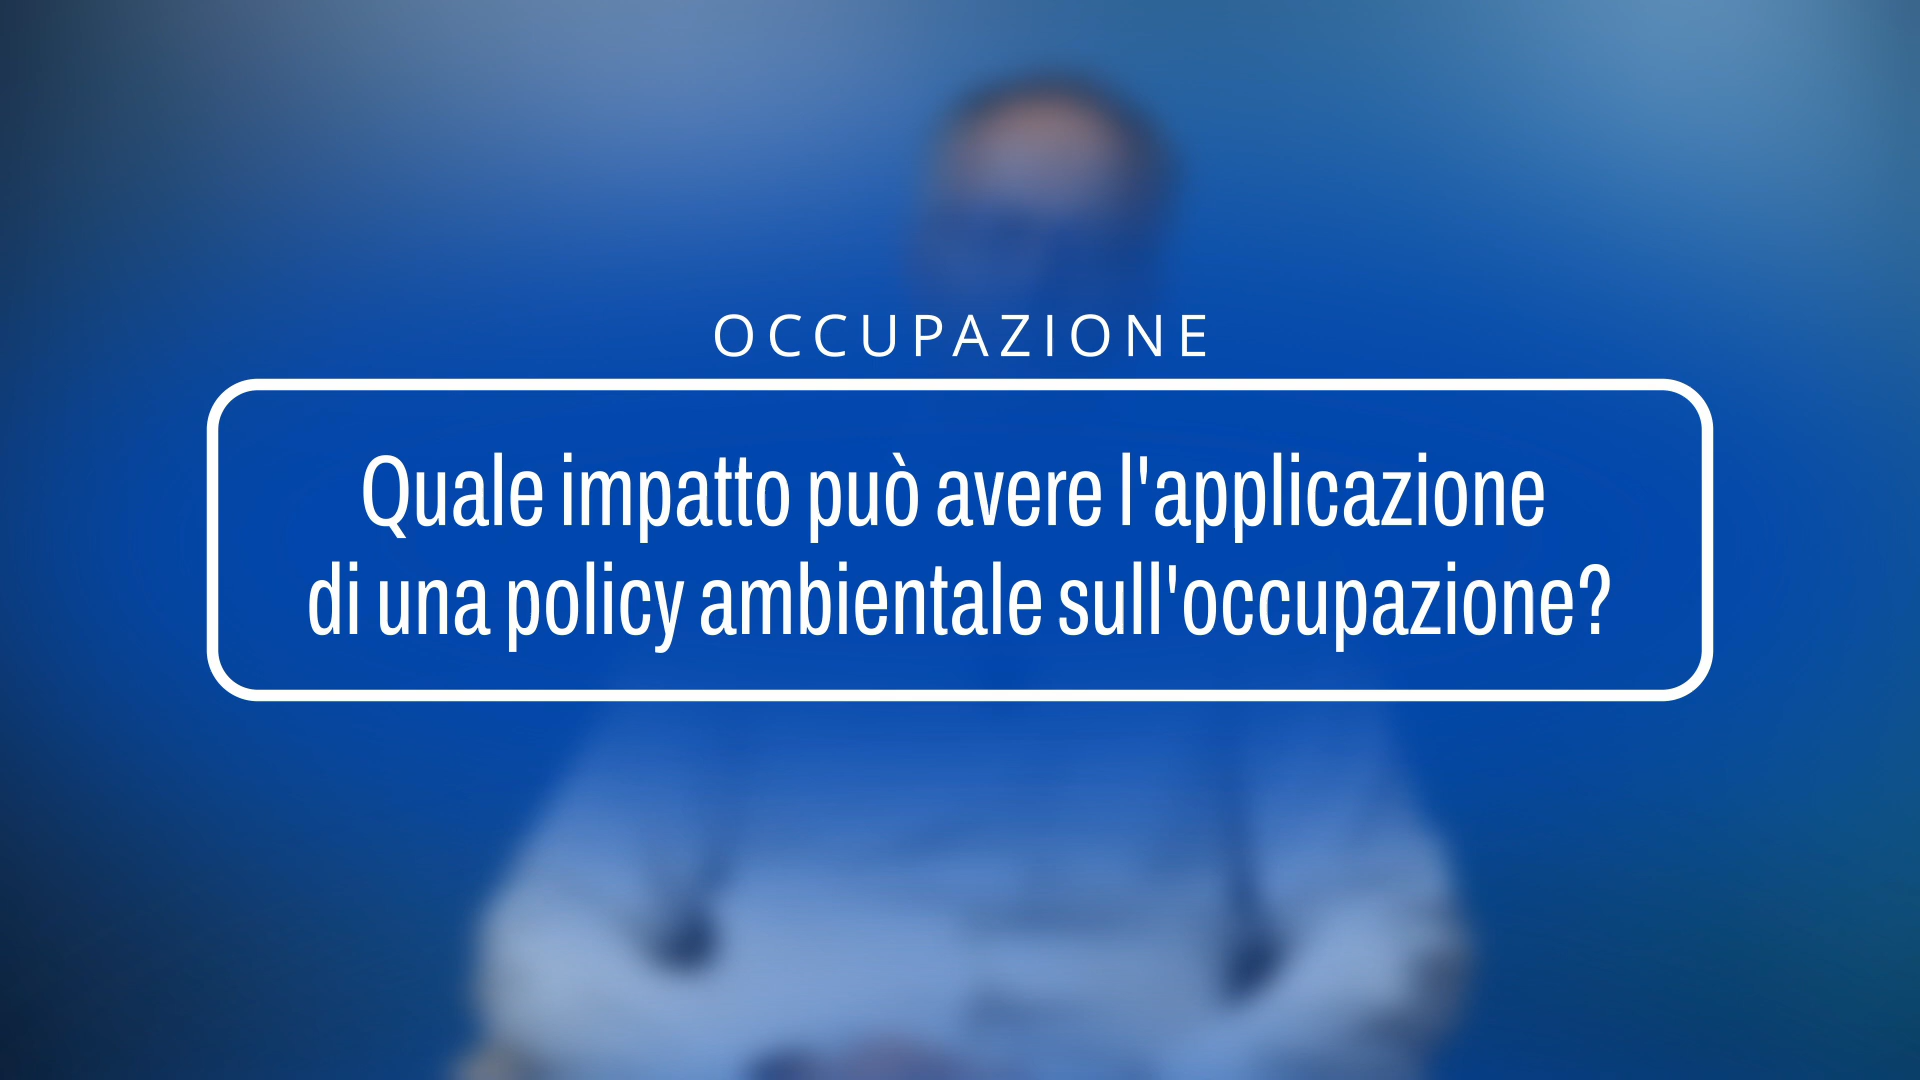 OCCUPAZIONE
Quale impatto può avere l'applicazione
di una policy ambientale sull'occupazione?